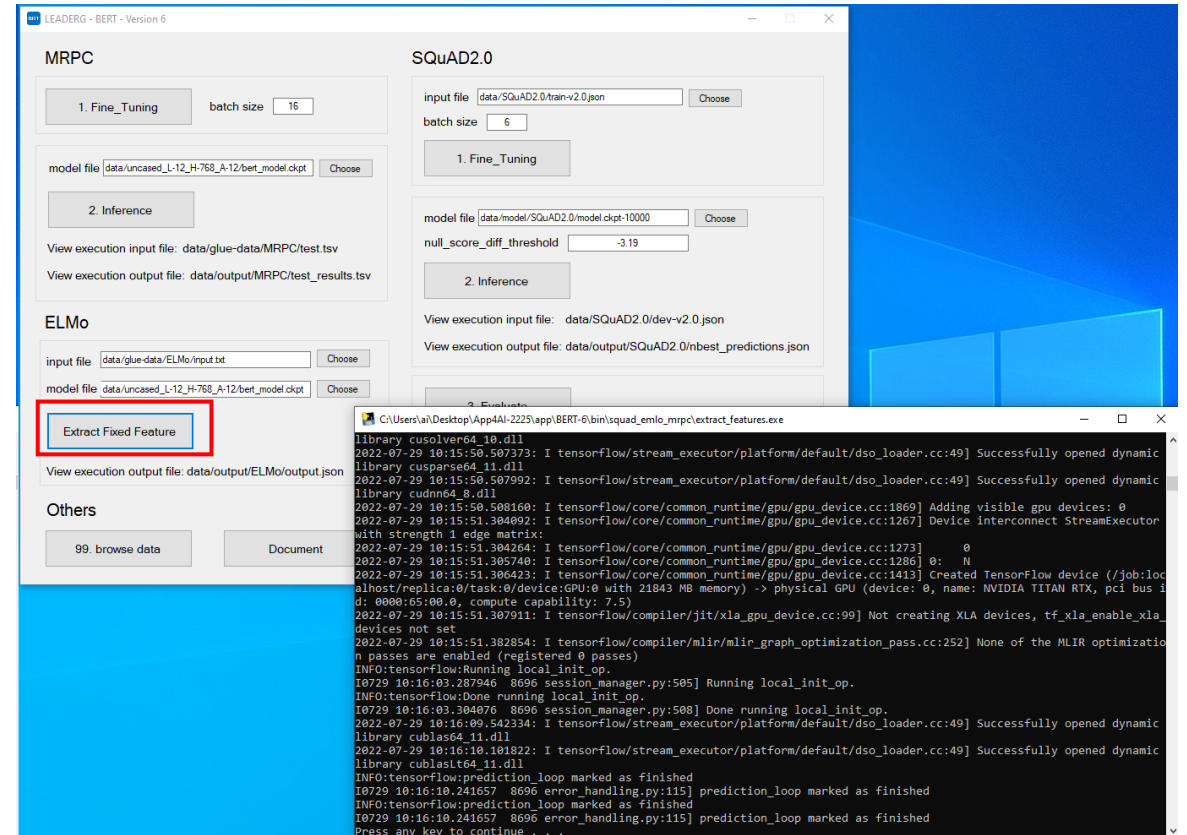 LEADERG - BERT - Version 6
MRPC
1. Fine_Tuning
batch size
16
model file
data/uncased_L-12_H-768_A-12/bert_model.ckpt
Choose
2. Inference
View execution input file: data/glue-data/MRPC/test.tsv
View execution output file: data/output/MRPC/test_results.tsv
ELMo
input file
data/glue-data/ELMo/input.txt
Choose
model file
data/uncased_L-12_H-768_A-12/bert_model.ckpt
Choose
Extract Fixed Feature
View execution output file: data/output/ELMo/output.json
Others
99. browse data
Document
SQuAD2.0
input file
data/SQuAD2.0/train-v2.0.json
Choose
batch size
6
1. Fine_Tuning
model file
data/model/SQuAD2.0/model.ckpt-10000
Choose
null_score_diff_threshold
-3.19
2. Inference
View execution input file: data/SQuAD2.0/dev-v2.0.json
View execution output file: data/output/SQuAD2.0/nbest_predictions.json
3. Evaluate
C:\Users\ai\Desktop\App4AI-2225\app\BERT-6\bin\squad_emlo_mrpc\extract_features.exe
library cusolver64_10.dll
2022-07-29 10:15:50.507373: I tensorflow/stream_executor/platform/default/dso_loader.cc:49] Successfully opened dynamic
library cusparse64_11.dll
2022-07-29 10:15:50.507992: I tensorflow/stream_executor/platform/default/dso_loader.cc:49] Successfully opened dynamic
library cudnn64_8.dll
2022-07-29 10:15:50.508160: I tensorflow/core/common_runtime/gpu/gpu_device.cc:1869] Adding visible gpu devices: 0
2022-07-29 10:15:51.304092: I tensorflow/core/common_runtime/gpu/gpu_device.cc:1267] Device interconnect StreamExecutor
with strength 1 edge matrix:
2022-07-29 10:15:51.304264: I tensorflow/core/common_runtime/gpu/gpu_device.cc:1273] 0
2022-07-29 10:15:51.305740: I tensorflow/core/common_runtime/gpu/gpu_device.cc:1286] 0: N
2022-07-29 10:15:51.306423: I tensorflow/core/common_runtime/gpu/gpu_device.cc:1413] Created TensorFlow device (/job:loc
alhost/replica:0/task:0/device:GPU:0 with 21843 MB memory) -> physical GPU (device: 0, name: NVIDIA TITAN RTX, pci bus i
d: 0000:65:00.0, compute capability: 7.5)
2022-07-29 10:15:51.307911: I tensorflow/compiler/jit/xla_gpu_device.cc:99] Not creating XLA devices, tf_xla_enable_xla_
devices not set
2022-07-29 10:15:51.382854: I tensorflow/compiler/mlir/mlir_graph_optimization_pass.cc:252] None of the MLIR optimizatio
n passes are enabled (registered 0 passes)
INFO:tensorflow:Running local_init_op.
I0729 10:16:03.287946 8696 session_manager.py:505] Running local_init_op.
INFO:tensorflow:Done running local_init_op.
I0729 10:16:03.304076 8696 session_manager.py:508] Done running local_init_op.
2022-07-29 10:16:09.542334: I tensorflow/stream_executor/platform/default/dso_loader.cc:49] Successfully opened dynamic
library cublas64_11.dll
2022-07-29 10:16:10.101822: I tensorflow/stream_executor/platform/default/dso_loader.cc:49] Successfully opened dynamic
library cublasLt64_11.dll
INFO:tensorflow:prediction_loop marked as finished
I0729 10:16:10.241657 8696 error_handling.py:115] prediction_loop marked as finished
INFO:tensorflow:prediction_loop marked as finished
I0729 10:16:10.241657 8696 error_handling.py:115] prediction_loop marked as finished
Press any key to continue . . .